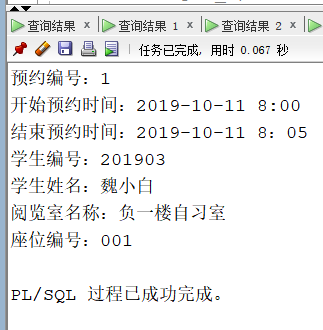 查询结果 × 查询结果 1 × 查询结果 2 ×
任务已完成, 用时 0.067 秒
预约编号: 1
开始预约时间: 2019-10-11 8:00
结束预约时间: 2019-10-11 8：05
学生编号: 201903
学生姓名: 魏小白
阅览室名称: 负一楼自习室
座位编号: 001
PL/SQL 过程已成功完成。